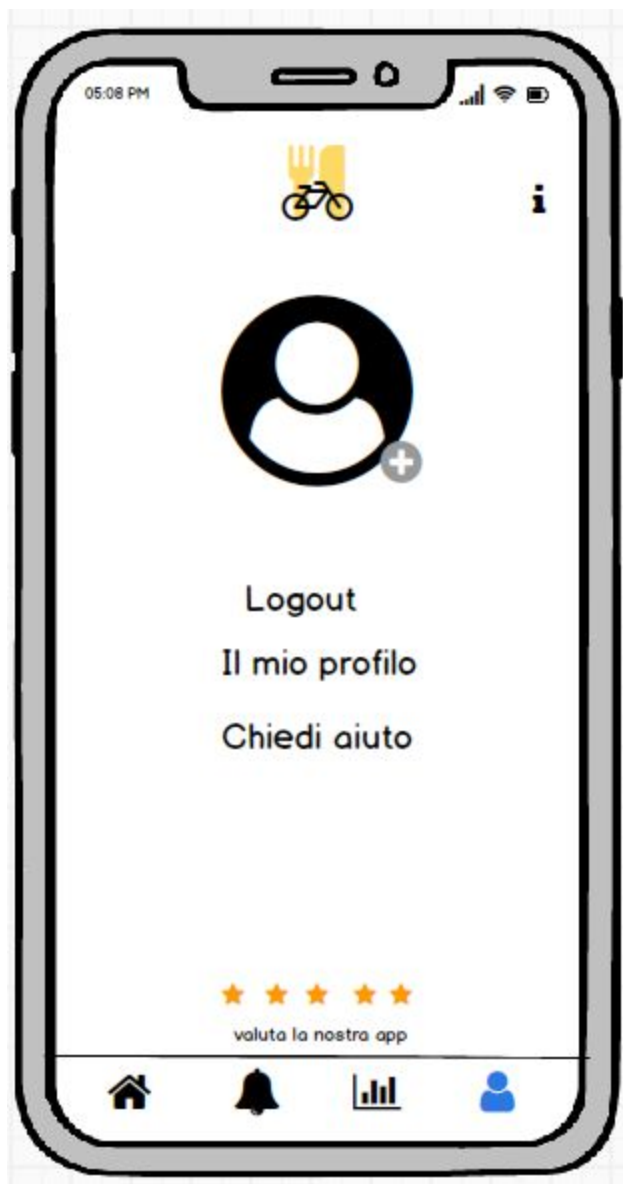 05:08 PM
i
Logout
Il mio profilo
Chiedi aiuto
valuta la nostra app